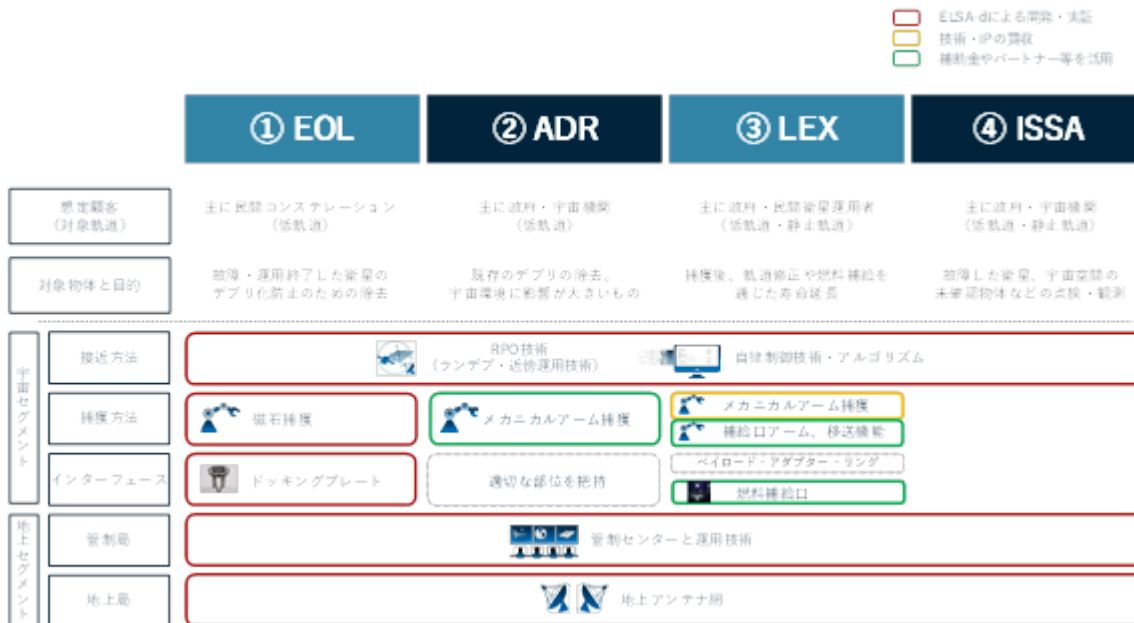 ELSA-dによる開発・実証
技術・IPの買収
補助金やパートナー等を活用
① EOL
② ADR
③ LEX
④ ISSA
想定顧客
(対象軌道)
主に民間コンステレーション
(低軌道)
主に政府・宇宙機関
(低軌道)
主に政府・民間衛星運用者
(低軌道・静止軌道)
主に政府・宇宙機関
(低軌道・静止軌道)
対象物体と目的
故障・運用終了した衛星の
デブリ化防止のための除去
既存のデブリの除去。
宇宙環境に影響が大きいもの
捕獲後、軌道修正や燃料補給を
通じた寿命延長
故障した衛星、宇宙空間の
未確認物体などの点検・観測
宇宙セグメント
接近方法
RPO技術
(ランデブ・近傍運用技術)
自律制御技術・アルゴリズム
捕獲方法
磁石捕獲
メカニカルアーム捕獲
メカニカルアーム捕獲
補給口アーム、移送機能
インターフェース
ドッキングプレート
適切な部位を把持
ペイロード・アダプター・リング
燃料補給口
地上セグメント
管制局
管制センターと運用技術
地上局
地上アンテナ網